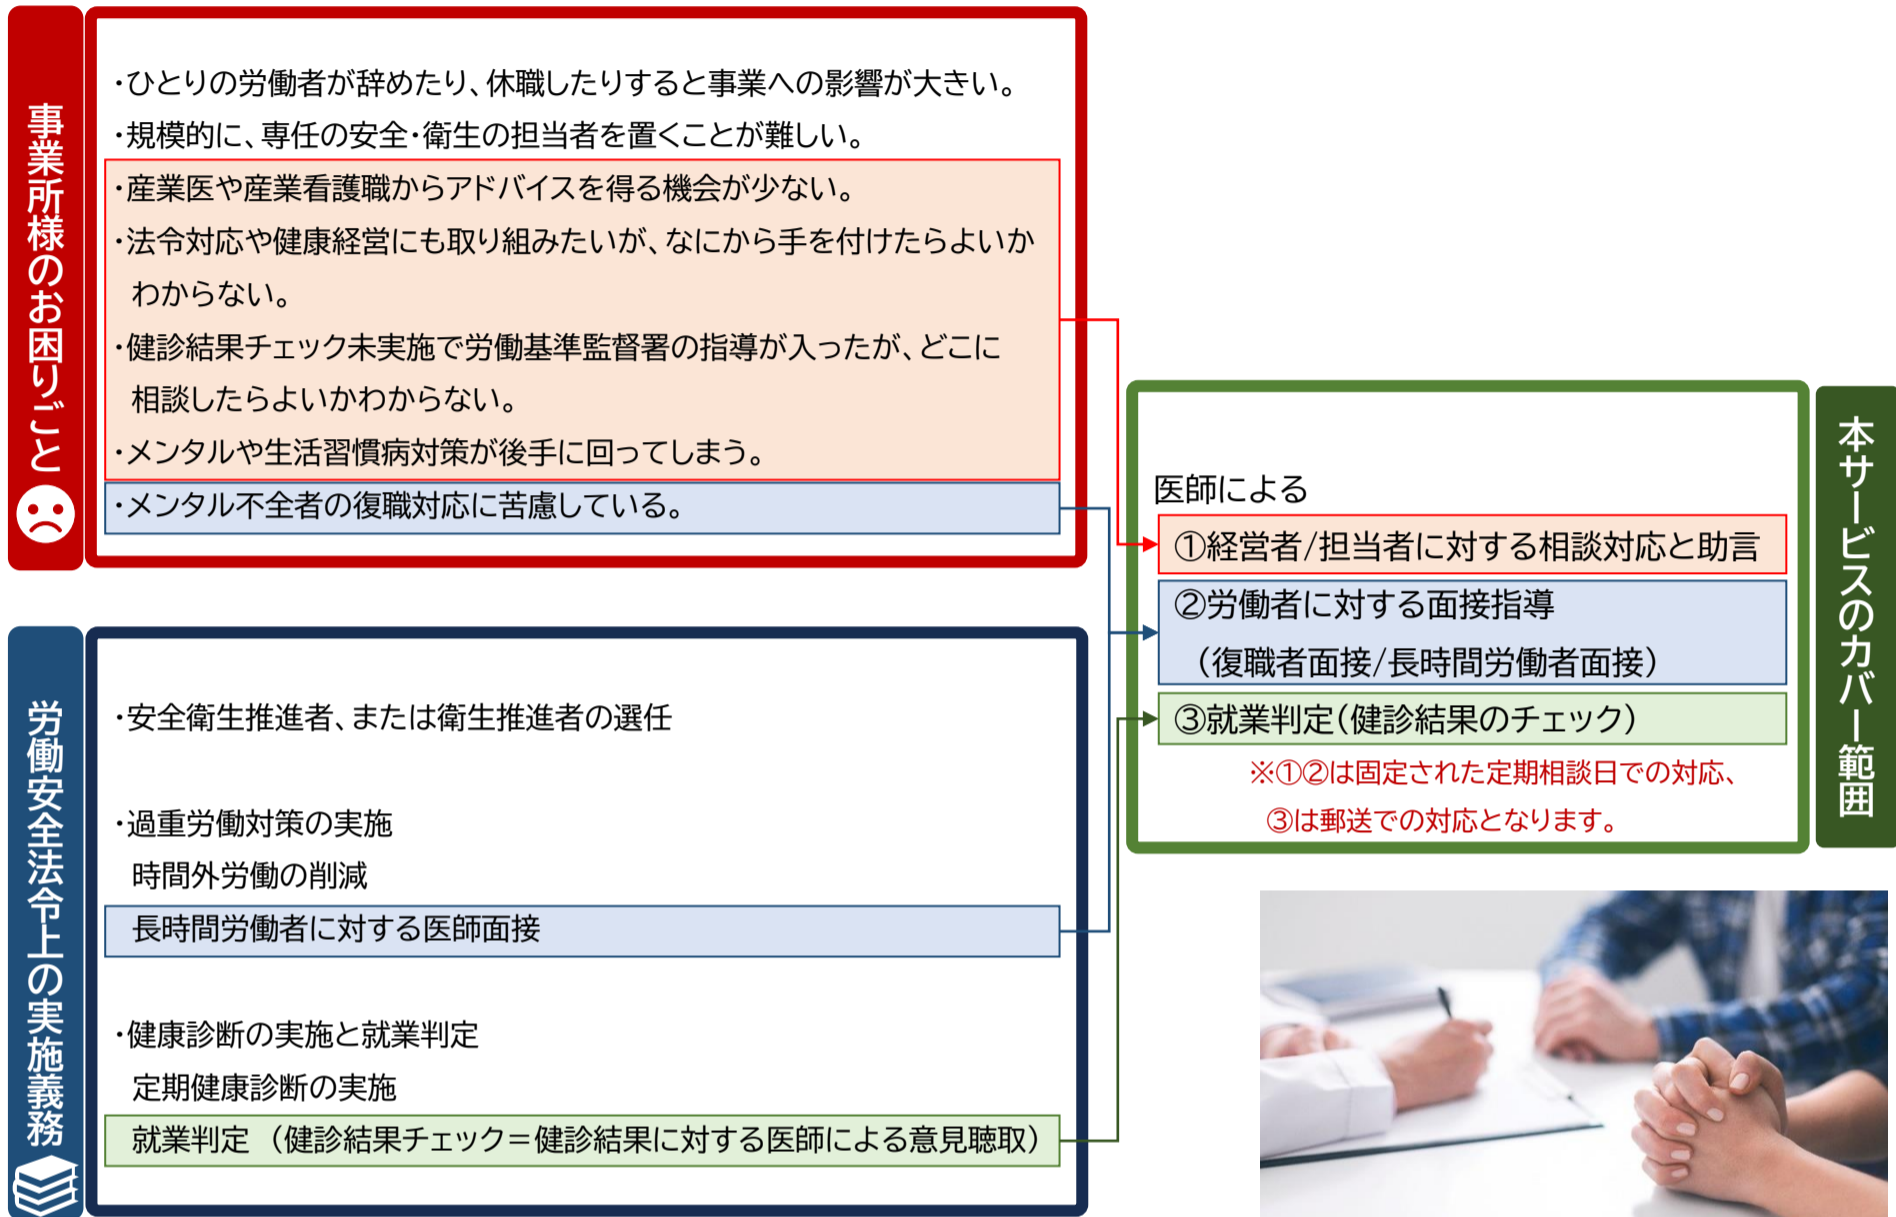 事業所様のお困りごと
・ひとりの労働者が辞めたり、休職したりすると事業への影響が大きい。
・規模的に、専任の安全・衛生の担当者を置くことが難しい。
・産業医や産業看護職からアドバイスを得る機会が少ない。
・法令対応や健康経営にも取り組みたいが、なにから手を付けたらよいか
わからない。
・健診結果チェック未実施で労働基準監督署の指導が入ったが、どこに
相談したらよいかわからない。
・メンタルや生活習慣病対策が後手に回ってしまう。
・メンタル不全者の復職対応に苦慮している。
労働安全法令上の実施義務
・安全衛生推進者、または衛生推進者の選任
・過重労働対策の実施
時間外労働の削減
長時間労働者に対する医師面接
・健康診断の実施と就業判定
定期健康診断の実施
就業判定（健診結果チェック＝健診結果に対する医師による意見聴取）
本サービスのカバー範囲
医師による
①経営者/担当者に対する相談対応と助言
②労働者に対する面接指導
（復職者面接/長時間労働者面接）
③就業判定（健診結果のチェック）
※①②は固定された定期相談日での対応、
③は郵送での対応となります。